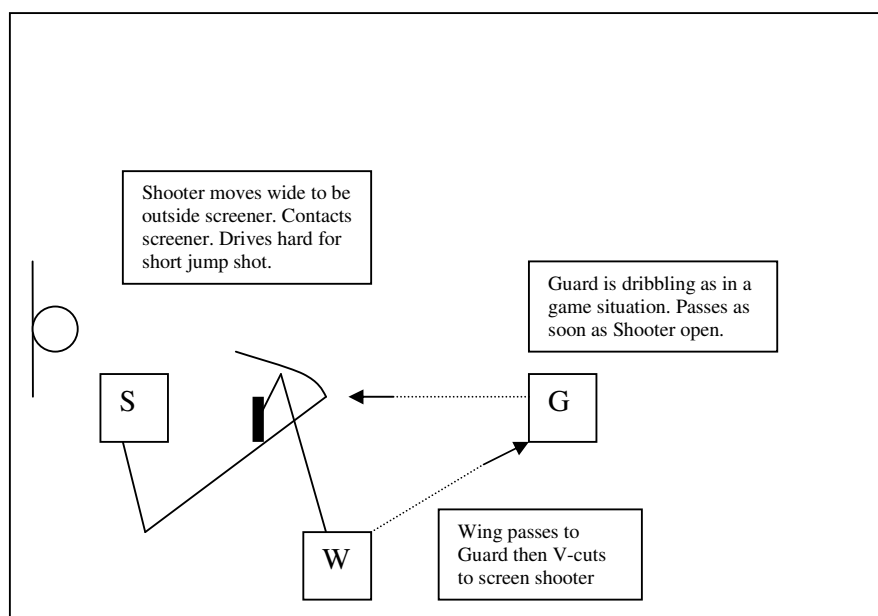 Shooter moves wide to be
outside screener. Contacts
screener. Drives hard for
short jump shot.
Guard is dribbling as in a
game situation. Passes as
soon as Shooter open.
S
G
W
Wing passes to
Guard then V-cuts
to screen shooter